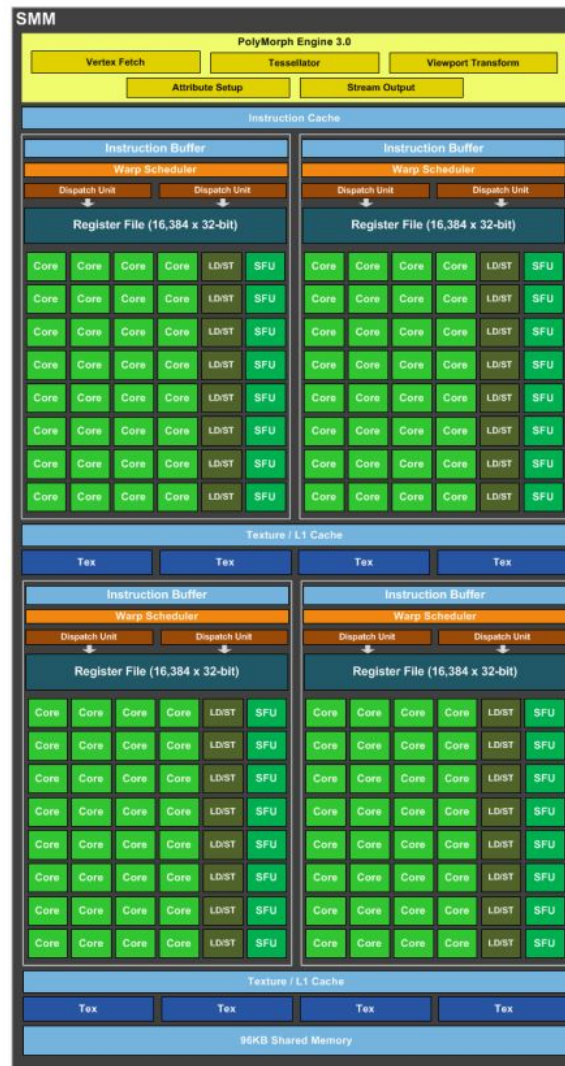 SMM
PolyMorph Engine 3.0
Vertex Fetch Tessellator Viewport Transform
Attribute Setup Stream Output
Instruction Cache
Instruction Buffer Instruction Buffer
Warp Scheduler Warp Scheduler
Dispatch Unit Dispatch Unit Dispatch Unit Dispatch Unit
Register File (16,384 x 32-bit) Register File (16,384 x 32-bit)
Core Core Core Core LD/ST SFU Core Core Core Core LD/ST SFU
Core Core Core Core LD/ST SFU Core Core Core Core LD/ST SFU
Core Core Core Core LD/ST SFU Core Core Core Core LD/ST SFU
Core Core Core Core LD/ST SFU Core Core Core Core LD/ST SFU
Core Core Core Core LD/ST SFU Core Core Core Core LD/ST SFU
Core Core Core Core LD/ST SFU Core Core Core Core LD/ST SFU
Core Core Core Core LD/ST SFU Core Core Core Core LD/ST SFU
Core Core Core Core LD/ST SFU Core Core Core Core LD/ST SFU
Texture / L1 Cache
Tex Tex Tex Tex
Instruction Buffer Instruction Buffer
Warp Scheduler Warp Scheduler
Dispatch Unit Dispatch Unit Dispatch Unit Dispatch Unit
Register File (16,384 x 32-bit) Register File (16,384 x 32-bit)
Core Core Core Core LD/ST SFU Core Core Core Core LD/ST SFU
Core Core Core Core LD/ST SFU Core Core Core Core LD/ST SFU
Core Core Core Core LD/ST SFU Core Core Core Core LD/ST SFU
Core Core Core Core LD/ST SFU Core Core Core Core LD/ST SFU
Core Core Core Core LD/ST SFU Core Core Core Core LD/ST SFU
Core Core Core Core LD/ST SFU Core Core Core Core LD/ST SFU
Core Core Core Core LD/ST SFU Core Core Core Core LD/ST SFU
Core Core Core Core LD/ST SFU Core Core Core Core LD/ST SFU
Texture / L1 Cache
Tex Tex Tex Tex
96KB Shared Memory